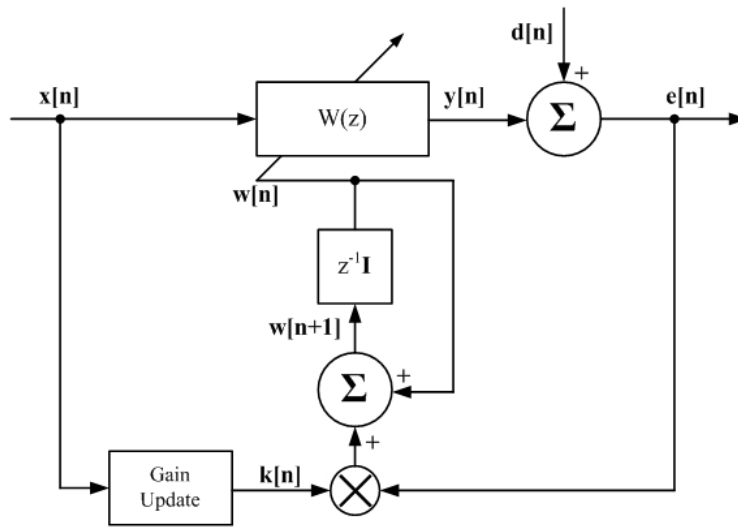 d[n]
+
x[n]
W(z)
y[n]
Σ
e[n]
w[n]
z⁻¹I
w[n+1]
Σ
+
+
Gain
Update
k[n]